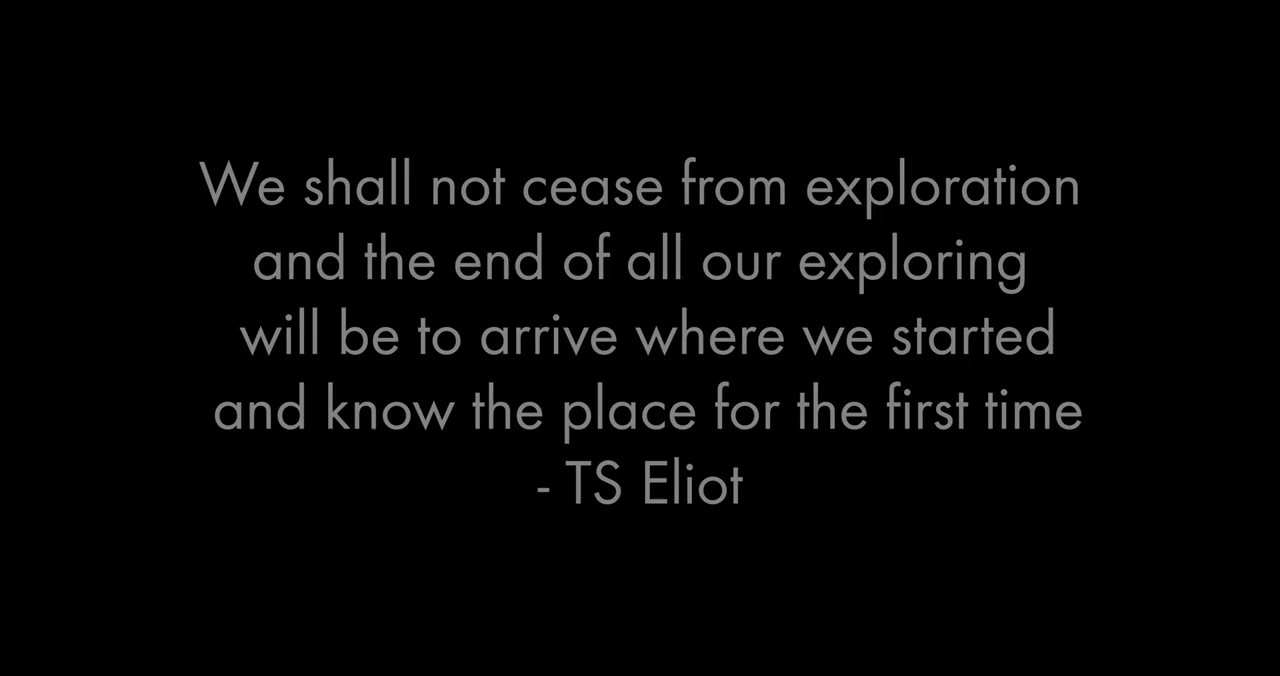 We shall not cease from exploration
and the end of all our exploring
will be to arrive where we started
and know the place for the first time
- TS Eliot